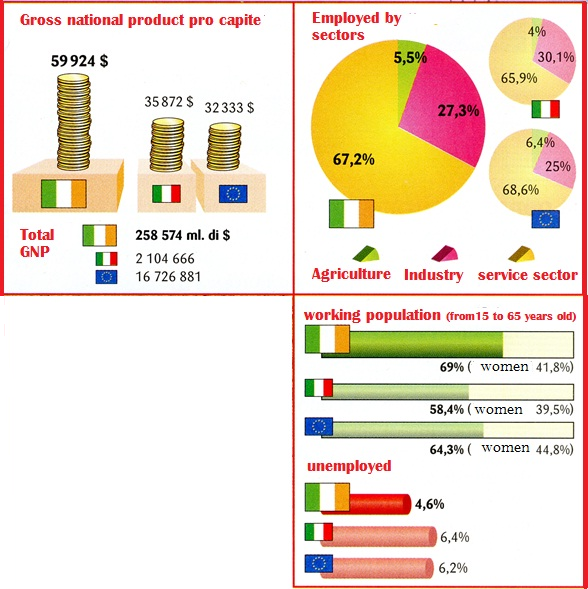 Gross national product pro capite
59 924 $
35 872 $
32 333 $
Total
GNP
258 574 ml. di $
2 104 666
16 726 881
Employed by
sectors
5,5%
27,3%
67,2%
4%
30,1%
65,9%
6,4%
25%
68,6%
Agriculture Industry service sector
working population (from15 to 65 years old)
69% ( women 41,8%)
58,4% (women 39,5%)
64,3% ( women 44,8%)
unemployed
4,6%
6,4%
6,2%